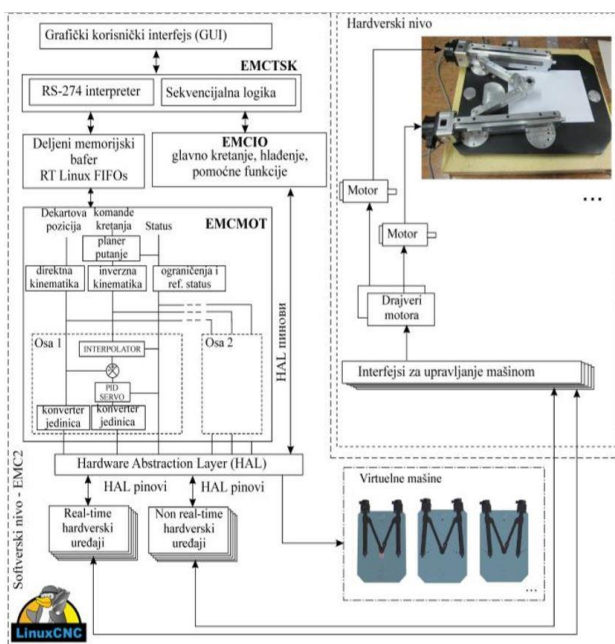 Grafički korisnički interfejs (GUI)
EMCTSK
RS-274 interpreter
Sekvencijalna logika
Deljeni memorijski
bafer
RT Linux FIFOs
EMCIO
glavno kretanje, hlađenje,
pomoćne funkcije
EMCMOT
Dekartova
pozicija
komande
kretanja
Status
planer
putanje
direktna
kinematika
inverzna
kinematika
ograničenja i
ref. status
Osa 1
INTERPOLATOR
PID
SERVO
konverter
jedinica
konverter
jedinica
Osa 2
HAL пинови
Hardware Abstraction Layer (HAL)
HAL pinovi
HAL pinovi
Real-time
hardverski
uređaji
Non real-time
hardverski
uređaji
Softverski nivo - EMC2
LinuxCNC
Hardverski nivo
Motor
Motor
...
Drajveri
motora
Interfejsi za upravljanje mašinom
Virtuelne mašine
...